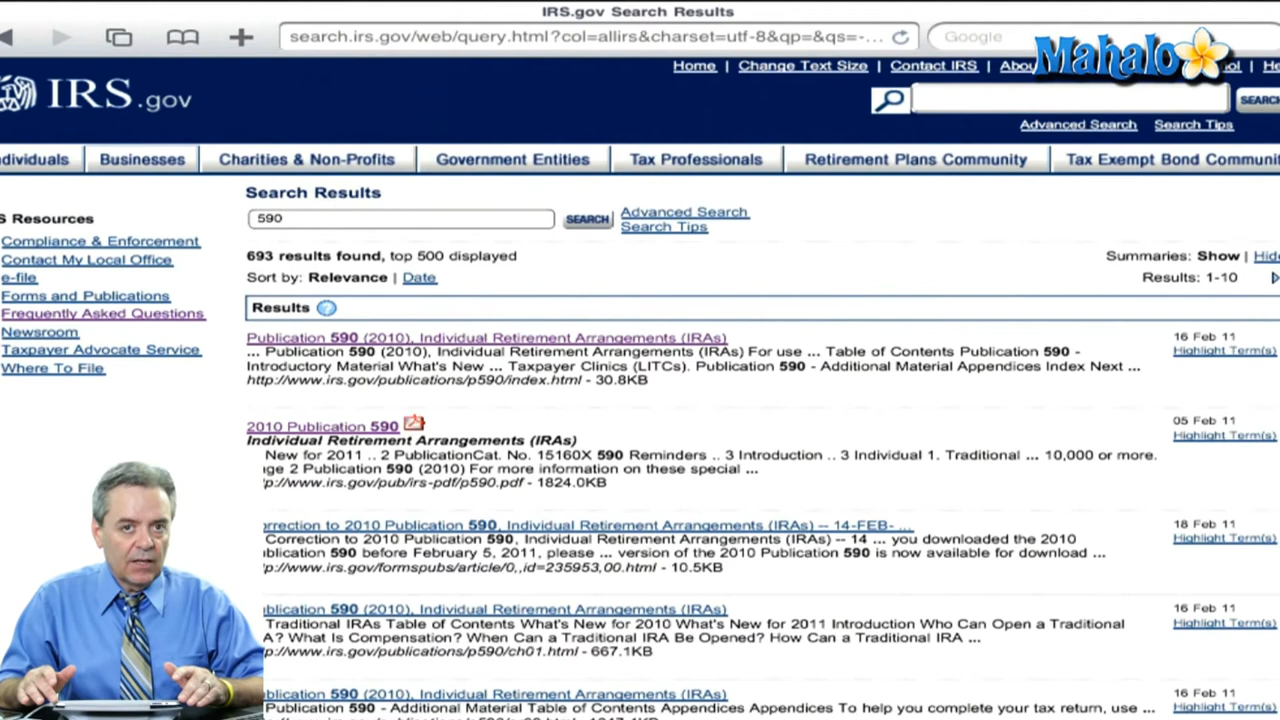 IRS.gov Search Results
search.irs.gov/web/query.html?col=allirs&charset=utf-8&qp=&qs=-...
Google
Mahalo
Home | Change Text Size | Contact IRS |
IRS.gov
SEARCH
Advanced Search Search Tips
dividuals Businesses Charities & Non-Profits Government Entities Tax Professionals Retirement Plans Community Tax Exempt Bond Communi
Search Results
S Resources
590 SEARCH Advanced Search
Search Tips
Compliance & Enforcement
Contact My Local Office
e-file
Forms and Publications
Frequently Asked Questions
Newsroom
Taxpayer Advocate Service
Where To File
693 results found, top 500 displayed
Summaries: Show | Hide
Sort by: Relevance | Date
Results: 1-10
Results ?
Publication 590 (2010), Individual Retirement Arrangements (IRAs)
16 Feb 11
Highlight Term(s)
... Publication 590 (2010), Individual Retirement Arrangements (IRAs) For use ... Table of Contents Publication 590 -
Introductory Material What's New ... Taxpayer Clinics (LITCs). Publication 590 - Additional Material Appendices Index Next ...
http://www.irs.gov/publications/p590/index.html - 30.8KB
2010 Publication 590
05 Feb 11
Highlight Term(s)
Individual Retirement Arrangements (IRAs)
New for 2011 .. 2 PublicationCat. No. 15160X 590 Reminders .. 3 Introduction .. 3 Individual 1. Traditional ... 10,000 or more.
ge 2 Publication 590 (2010) For more information on these special ...
p://www.irs.gov/pub/irs-pdf/p590.pdf - 1824.0KB
orrection to 2010 Publication 590, Individual Retirement Arrangements (IRAs) -- 14-FEB- ...
18 Feb 11
Highlight Term(s)
Correction to 2010 Publication 590, Individual Retirement Arrangements (IRAs) -- 14 ... you downloaded the 2010
ublication 590 before February 5, 2011, please ... version of the 2010 Publication 590 is now available for download ...
p://www.irs.gov/formspubs/article/0,,id=235953,00.html - 10.5KB
ublication 590 (2010), Individual Retirement Arrangements (IRAs)
16 Feb 11
Highlight Term(s)
Traditional IRAs Table of Contents What's New for 2010 What's New for 2011 Introduction Who Can Open a Traditional
A? What Is Compensation? When Can a Traditional IRA Be Opened? How Can a Traditional IRA ...
p://www.irs.gov/publications/p590/ch01.html - 667.1KB
ublication 590 (2010), Individual Retirement Arrangements (IRAs)
16 Feb 11
Highlight Term(s)
Publication 590 - Additional Material Table of Contents Appendices Appendices To help you complete your tax return, use ...